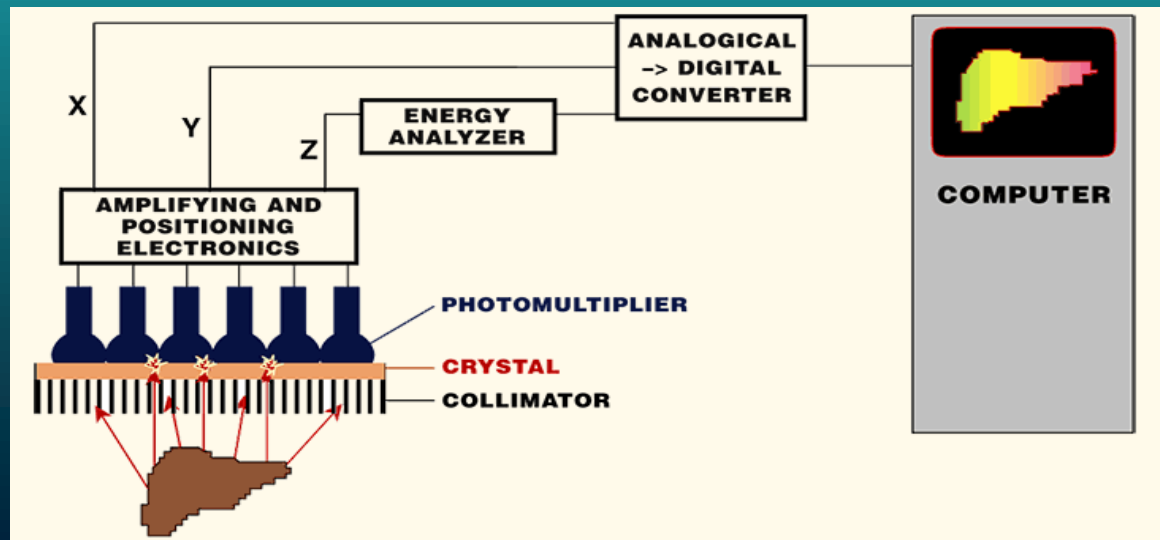 X
Y
Z
ANALOGICAL
–> DIGITAL
CONVERTER
ENERGY
ANALYZER
COMPUTER
AMPLIFYING AND
POSITIONING
ELECTRONICS
PHOTOMULTIPLIER
CRYSTAL
COLLIMATOR